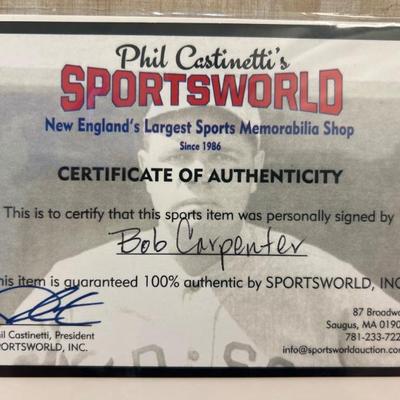 Phil Castinetti's
SPORTSWORLD
New England's Largest Sports Memorabilia Shop
Since 1986
CERTIFICATE OF AUTHENTICITY
This is to certify that this sports item was personally signed by
Bob Carpenter
his item is guaranteed 100% authentic by SPORTSWORLD, INC
hil Castinetti, President
PORTSWORLD, INC.
87 Broadwa
Saugus, MA 0190
781-233-722
info@sportsworldauction.com